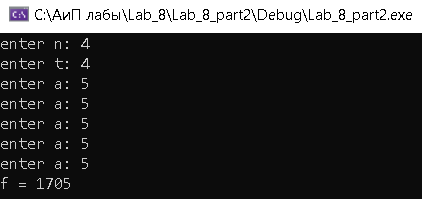 C:\АиП лабы\Lab_8\Lab_8_part2\Debug\Lab_8_part2.exe
enter n: 4
enter t: 4
enter a: 5
enter a: 5
enter a: 5
enter a: 5
enter a: 5
f = 1705